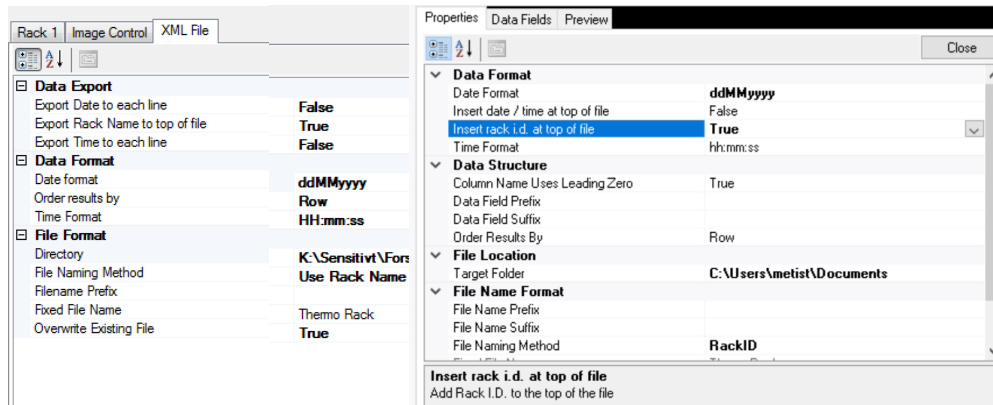 Rack 1 Image Control XML File
Data Export
Export Date to each line False
Export Rack Name to top of file True
Export Time to each line False
Data Format
Date format ddMMyyyy
Order results by Row
Time Format HH:mm:ss
File Format
Directory K:\Sensitivt\Fors
File Naming Method Use Rack Name
Filename Prefix
Fixed File Name Thermo Rack
Overwrite Existing File True
Properties Data Fields Preview
Close
Data Format
Date Format ddMMyyyy
Insert date / time at top of file False
Insert rack i.d. at top of file True
Time Format hh:mm:ss
Data Structure
Column Name Uses Leading Zero True
Data Field Prefix
Data Field Suffix
Order Results By Row
File Location
Target Folder C:\Users\metist\Documents
File Name Format
File Name Prefix
File Name Suffix
File Naming Method RackID
Insert rack i.d. at top of file
Add Rack I.D. to the top of the file